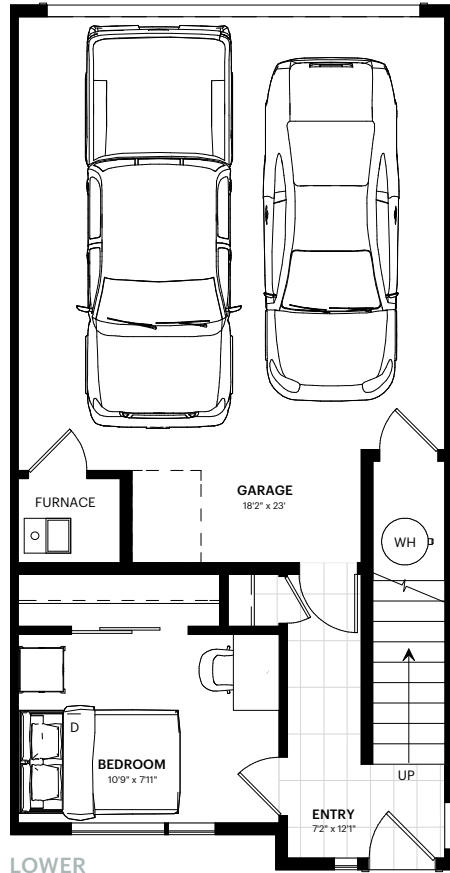 GARAGE
18'2" x 23'
FURNACE
WH
D
BEDROOM
10'9" x 7'11"
UP
ENTRY
7'2" x 12'1"
LOWER